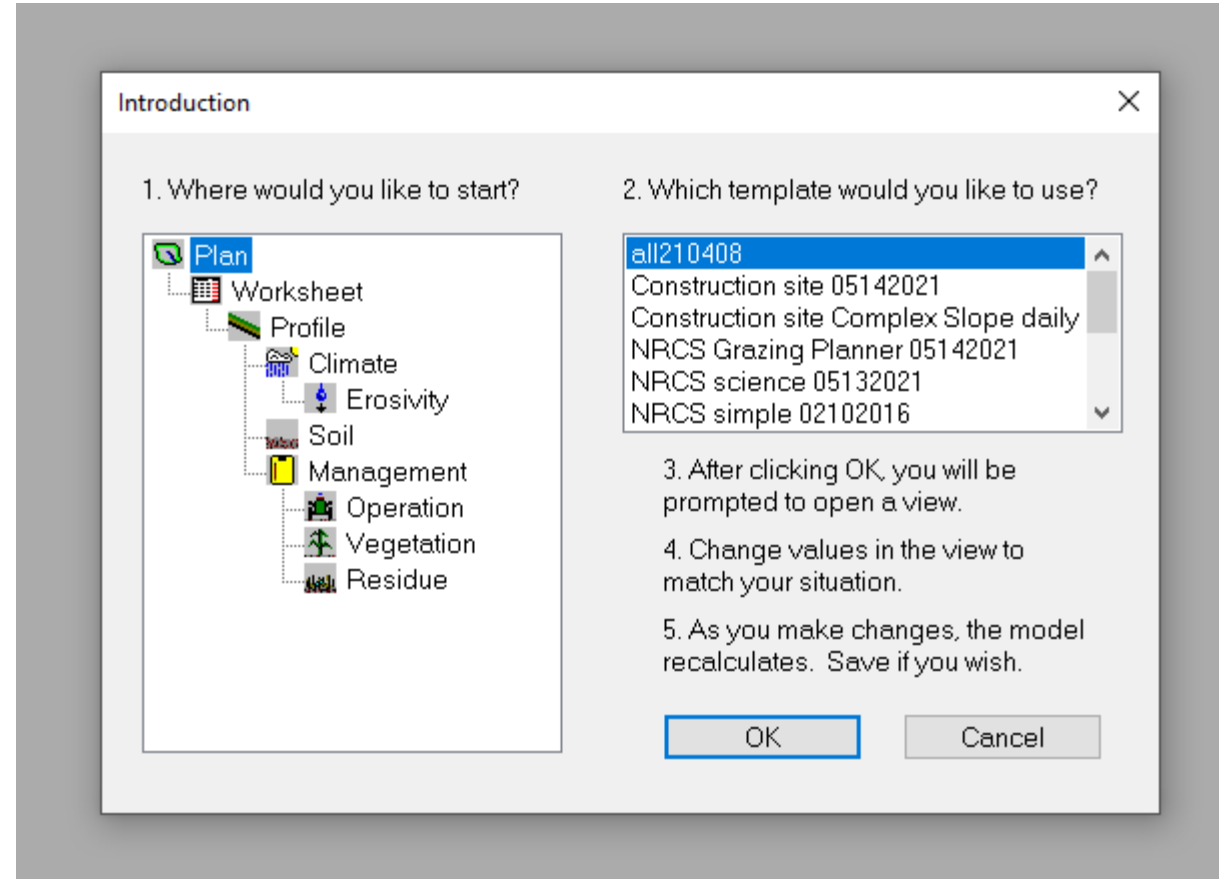 Introduction
1. Where would you like to start?
Plan
Worksheet
Profile
Climate
Erosivity
Soil
Management
Operation
Vegetation
Residue
2. Which template would you like to use?
all210408
Construction site 05142021
Construction site Complex Slope daily
NRCS Grazing Planner 05142021
NRCS science 05132021
NRCS simple 02102016
3. After clicking OK, you will be
prompted to open a view.
4. Change values in the view to
match your situation.
5. As you make changes, the model
recalculates.  Save if you wish.
OK
Cancel